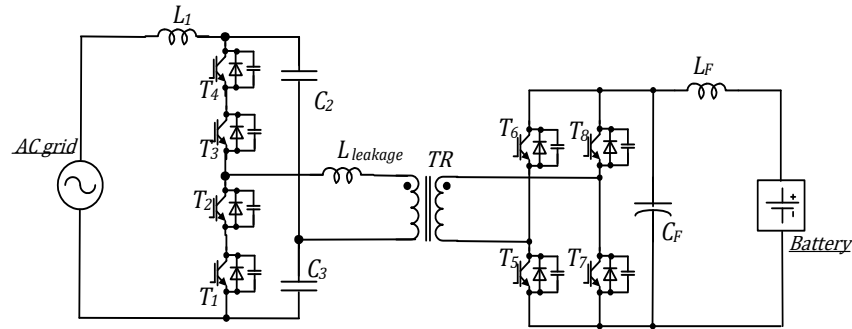 L1
T4
C2
LF
T6
T8
AC grid
T3
Lleakage
TR
T2
CF
Battery
C3
T5
T7
T1